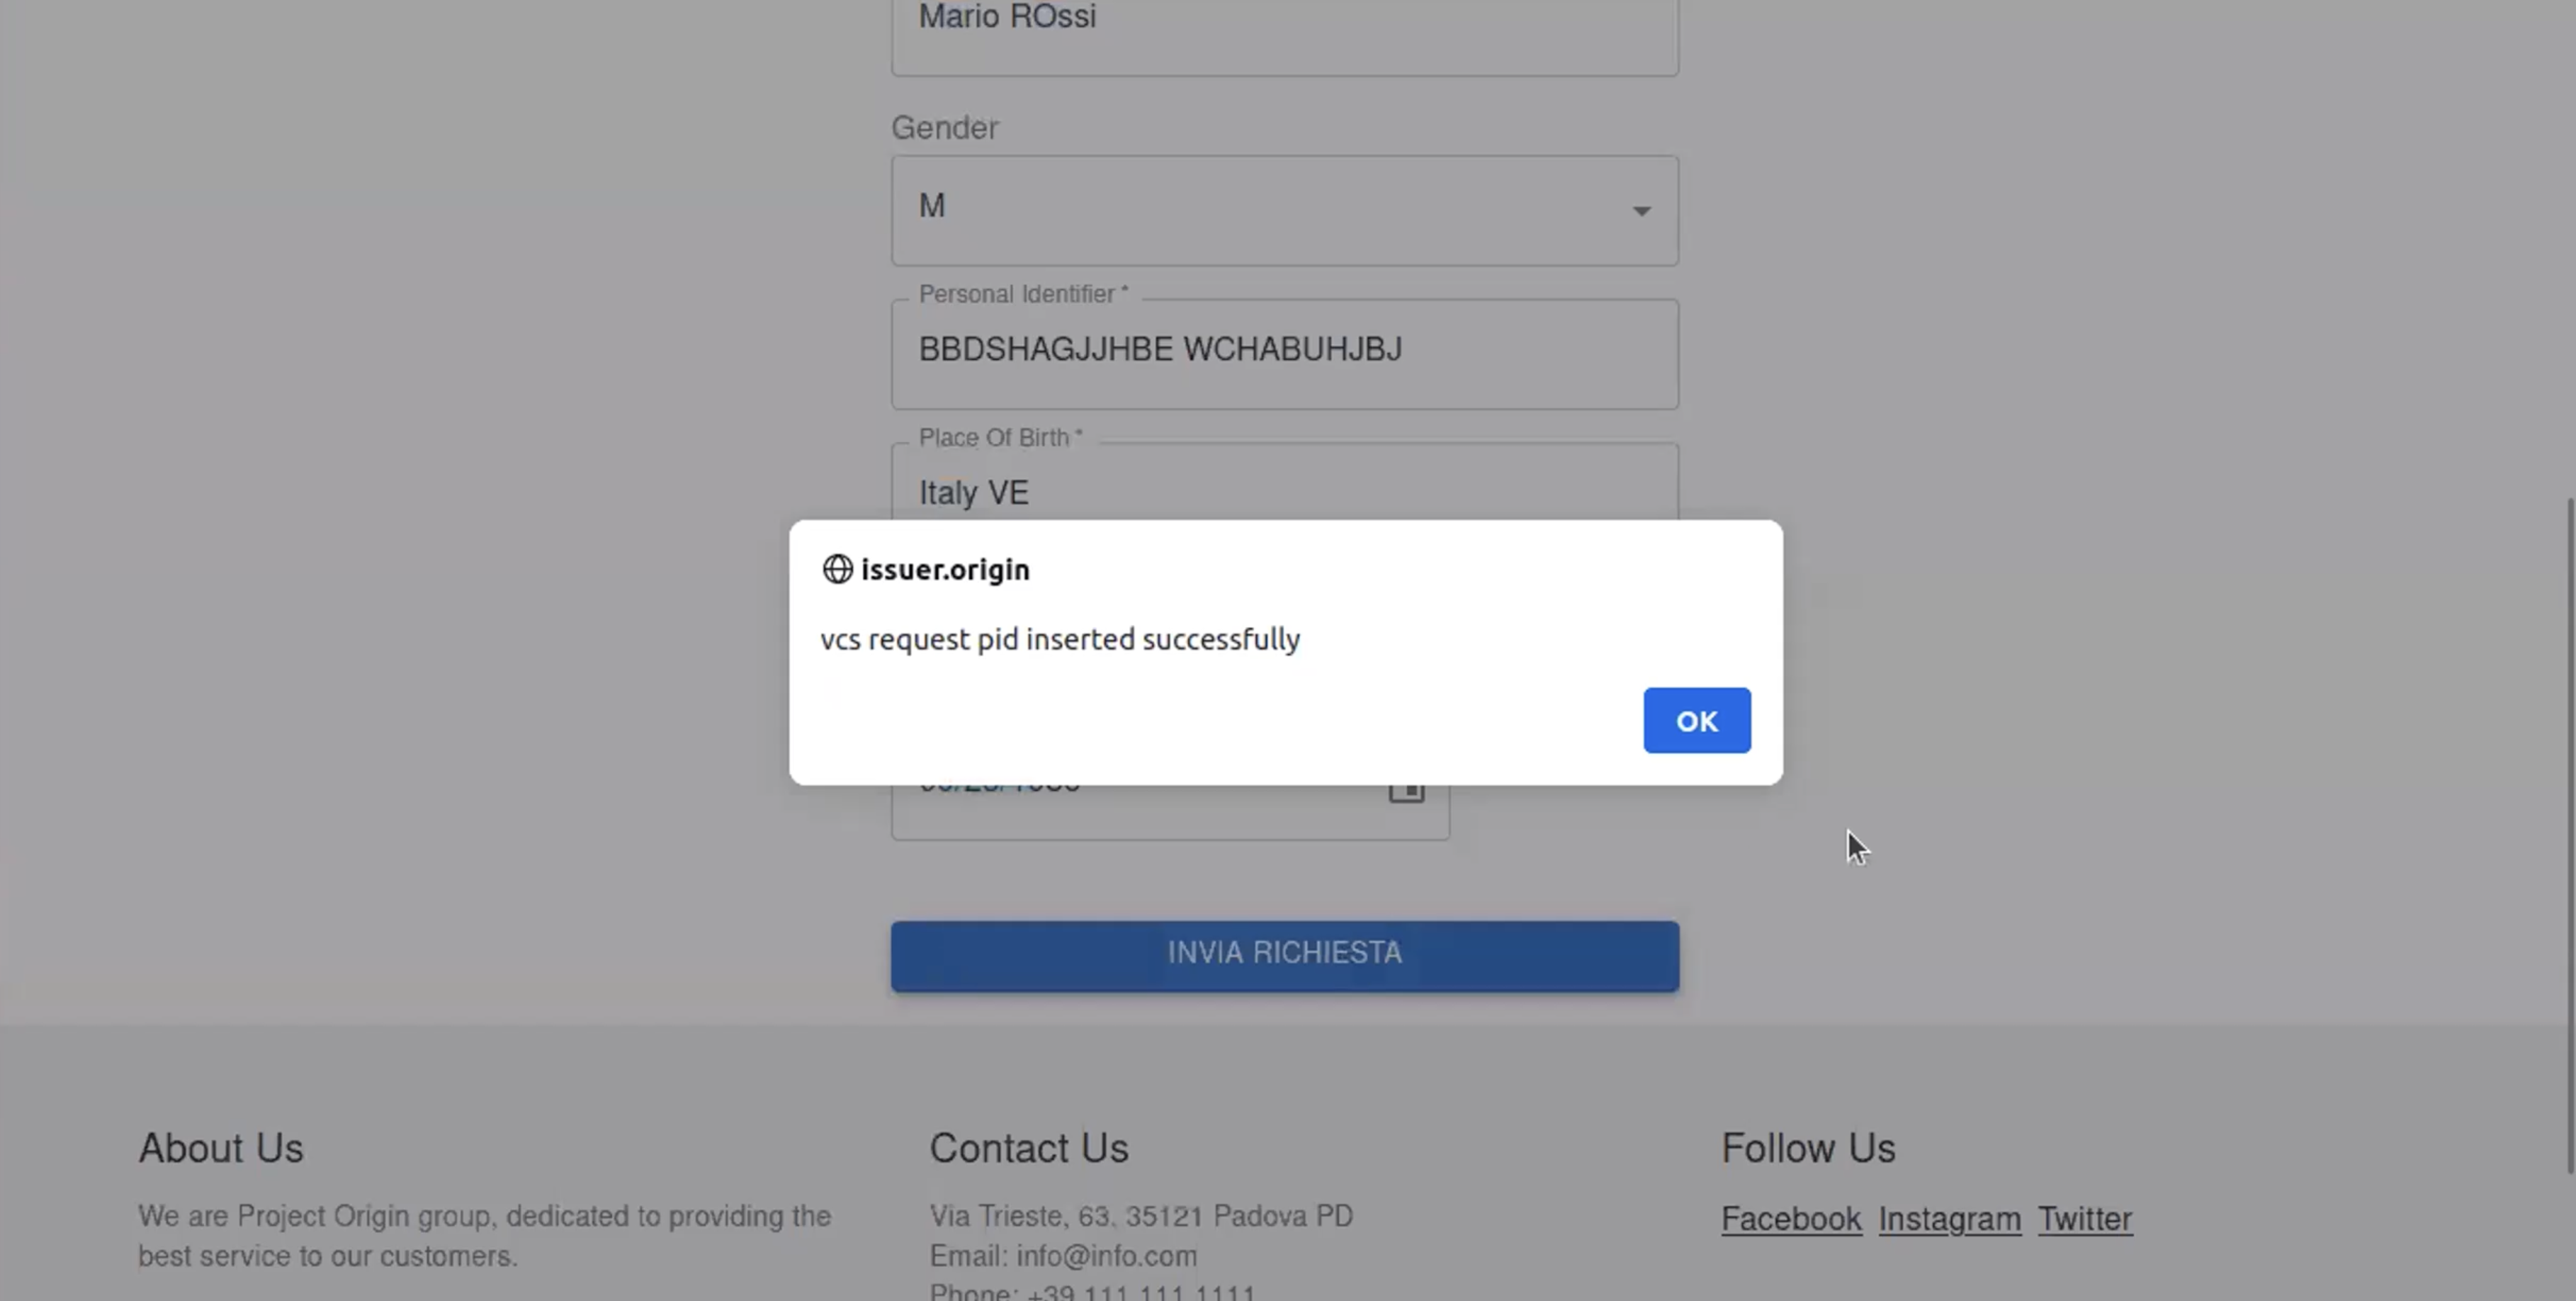 Mario ROssi
Gender
M
Personal Identifier *
BBDSHAGJJHBE WCHABUHJBJ
Place Of Birth *
Italy VE
issuer.origin
vcs request pid inserted successfully
OK
INVIA RICHIESTA
About Us
We are Project Origin group, dedicated to providing the
best service to our customers.
Contact Us
Via Trieste, 63, 35121 Padova PD
Email: info@info.com
Phone: +39 111 111 1111
Follow Us
Facebook Instagram Twitter